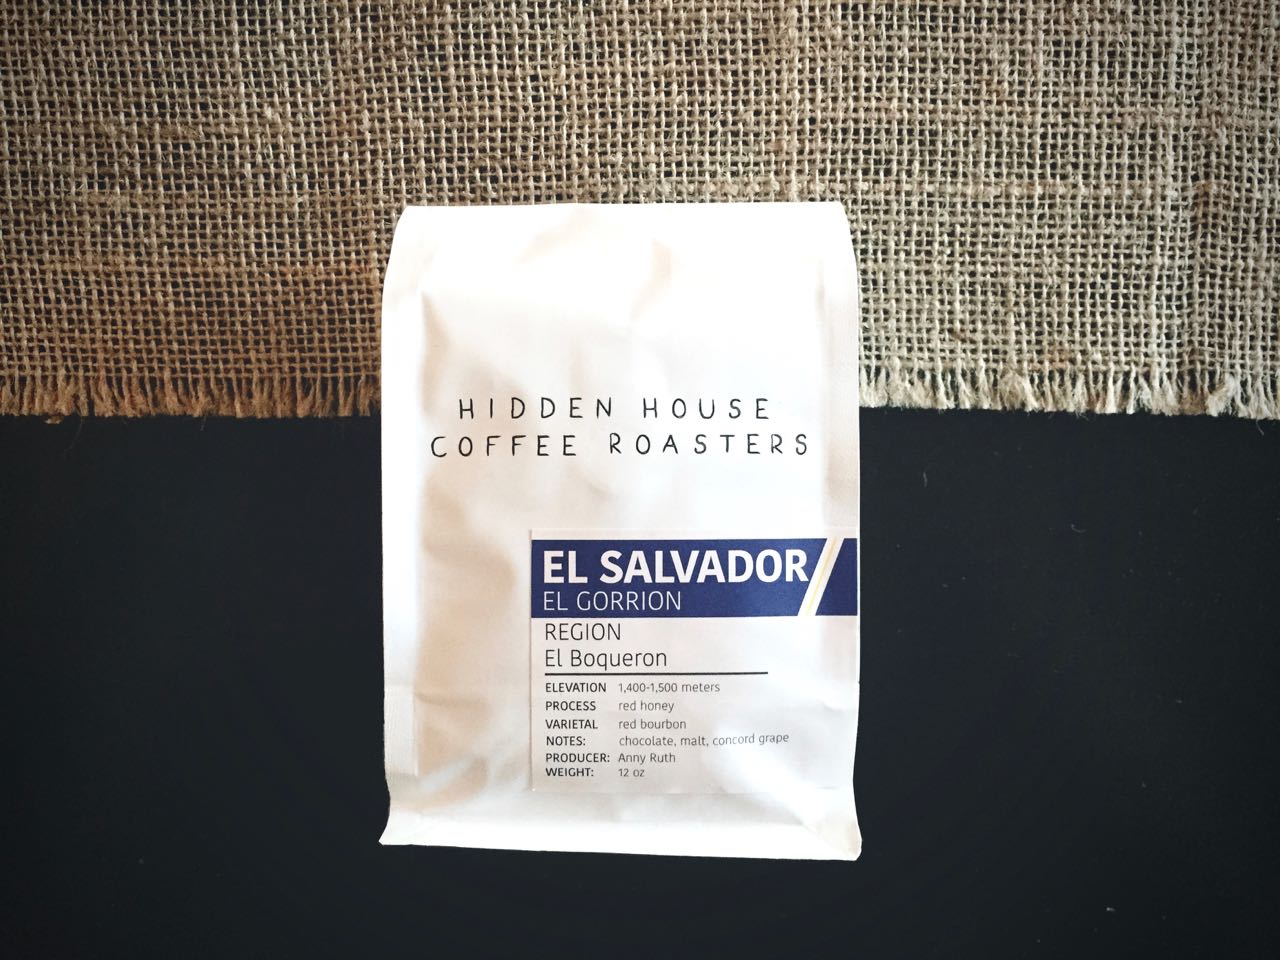 HIDDEN HOUSE
COFFEE ROASTERS
EL SALVADOR
EL GORRION
REGION
El Boqueron
ELEVATION 1,400-1,500 meters
PROCESS red honey
VARIETAL red bourbon
NOTES: chocolate, malt, concord grape
PRODUCER: Anny Ruth
WEIGHT: 12 oz